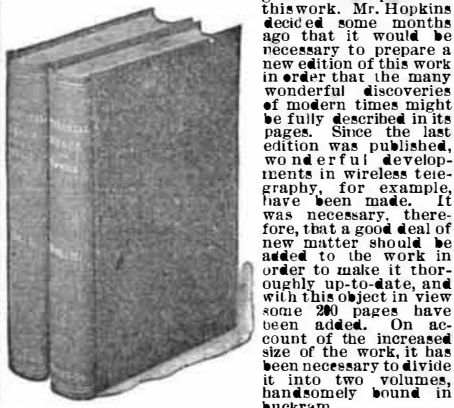 this work. Mr. Hopkins
decided some months
ago that it would be
necessary to prepare a
new edition of this work
in order that the many
wonderful discoveries
of modern times might
be fully described in its
pages. Since the last
edition was published,
wonderful develop-
ments in wireless tele-
graphy, for example,
have been made. It
was necessary, there-
fore, that a good deal of
new matter should be
added to the work in
order to make it thor-
oughly up-to-date, and
with this object in view
some 200 pages have
been added. On ac-
count of the increased
size of the work, it has
been necessary to divide
it into two volumes,
handsomely bound in
buckram